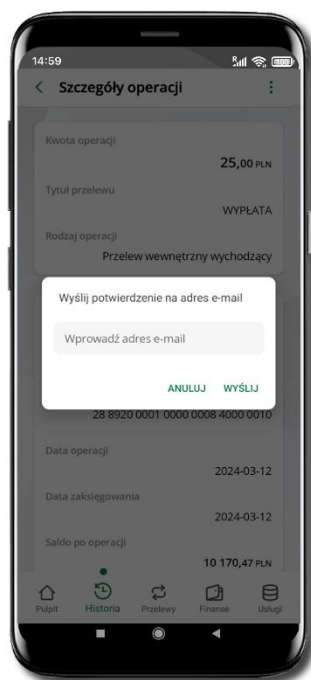 14:59
Szczegóły operacji
Kwota operacji
25,00 PLN
Tytuł przelewu
WYPŁATA
Rodzaj operacji
Przelew wewnętrzny wychodzący
Wyślij potwierdzenie na adres e-mail
Wprowadź adres e-mail
ANULUJ WYŚLIJ
28 8920 0001 0000 0008 4000 0010
Data operacji
2024-03-12
Data zaksięgowania
2024-03-12
Saldo po operacji
10 170,47 PLN
Pulpit Historia Przelewy Finanse Usługi